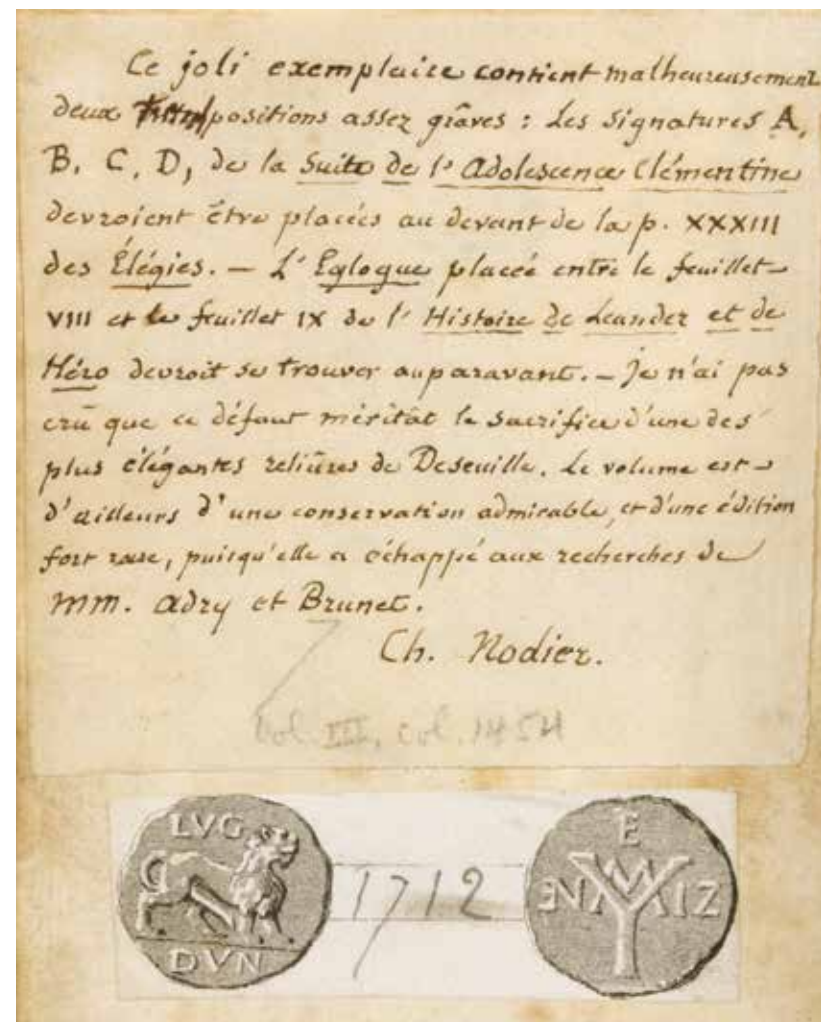 Ce joli exemplaire contient malheureusement
deux transpositions assez grâves : Les signatures A,
B, C, D, de la Suite de l'Adolescence Clémentine
devroient être placées au devant de la p. XXXIII
des Élégies. — L'Eglogue placée entre le feuillet
VIII et le feuillet IX de l'Histoire de Leander et de
Héro devroit se trouver auparavant. — Je n'ai pas
crû que ce défaut méritât le sacrifice d'une des
plus élégantes reliûres de Deseuille. Le volume est
d'ailleurs d'une conservation admirable, et d'une édition
fort rare, puisqu'elle a échappé aux recherches de
MM. Adry et Brunet.
Ch. Nodier.
Vol. III, col. 1454
LVG
DVN
1712
E